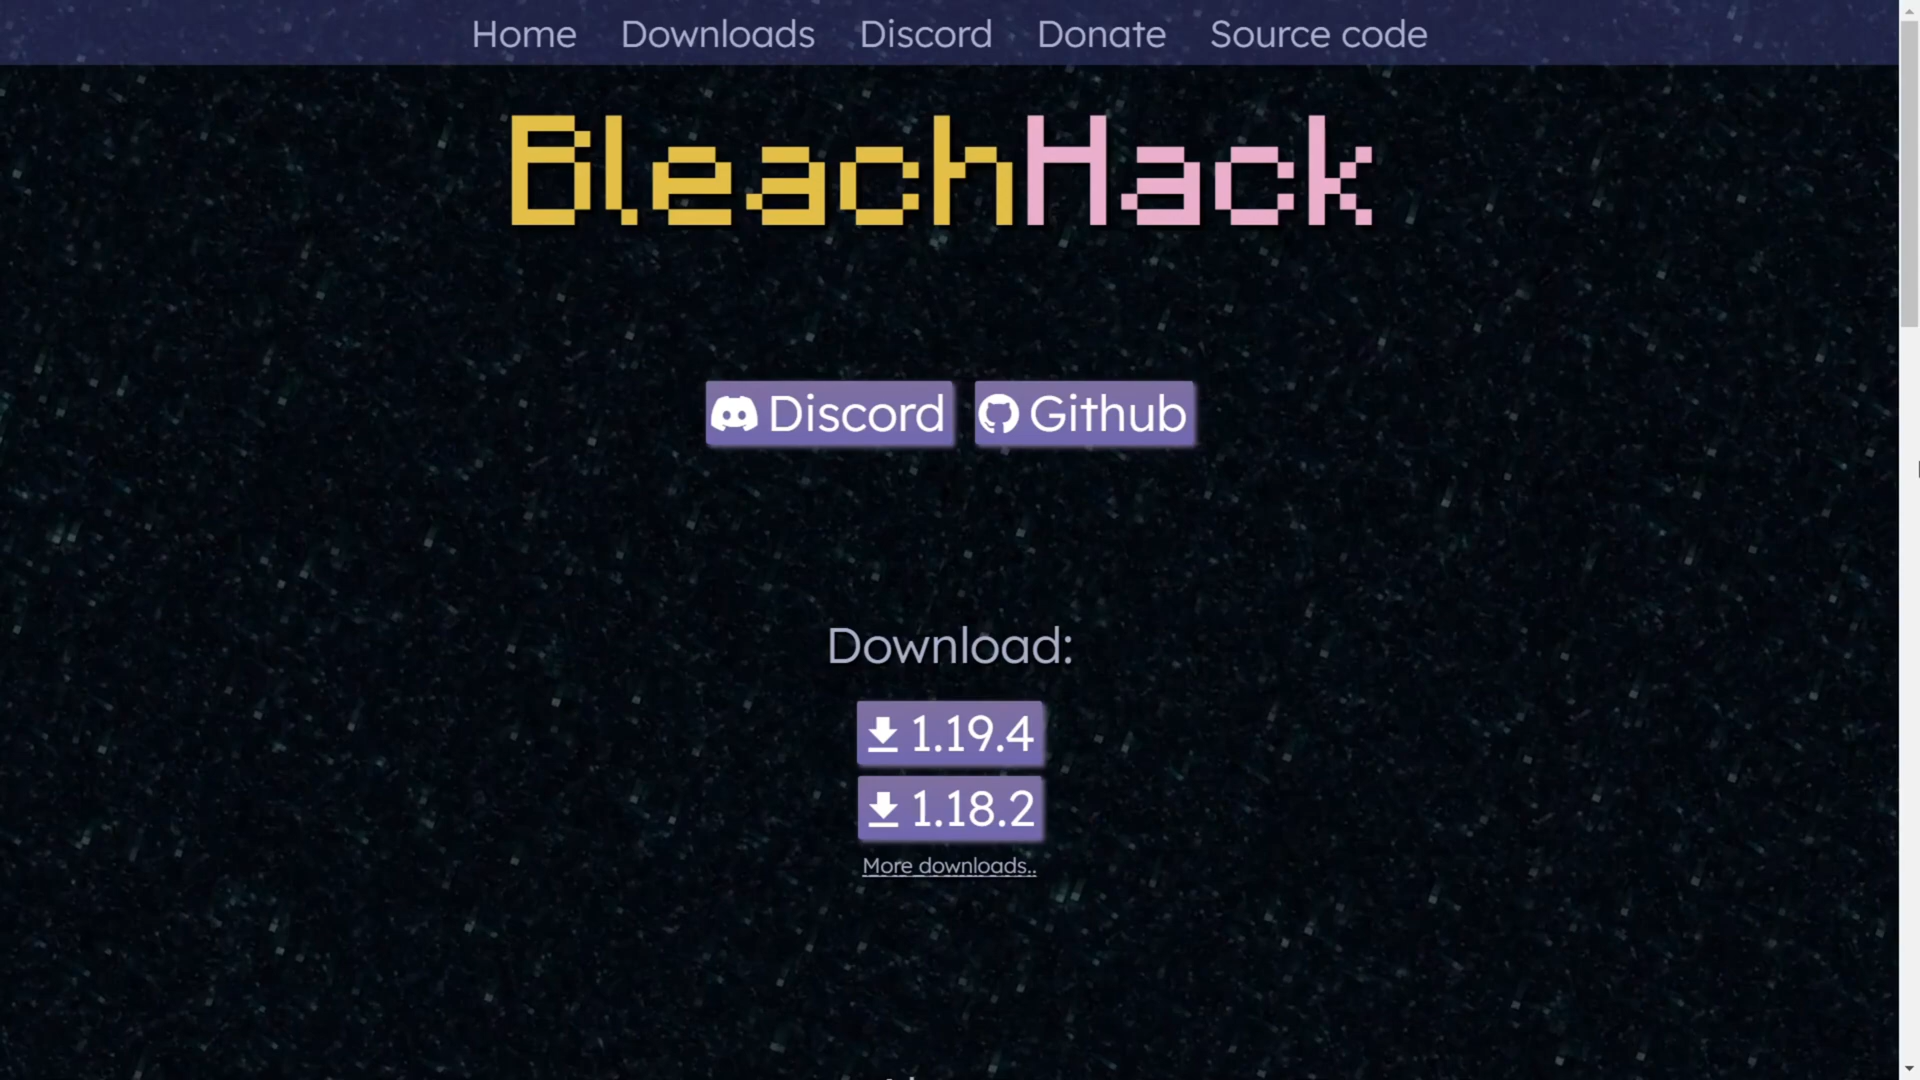 Home Downloads Discord Donate Source code
BleachHack
Discord Github
Download:
1.19.4
1.18.2
More downloads..